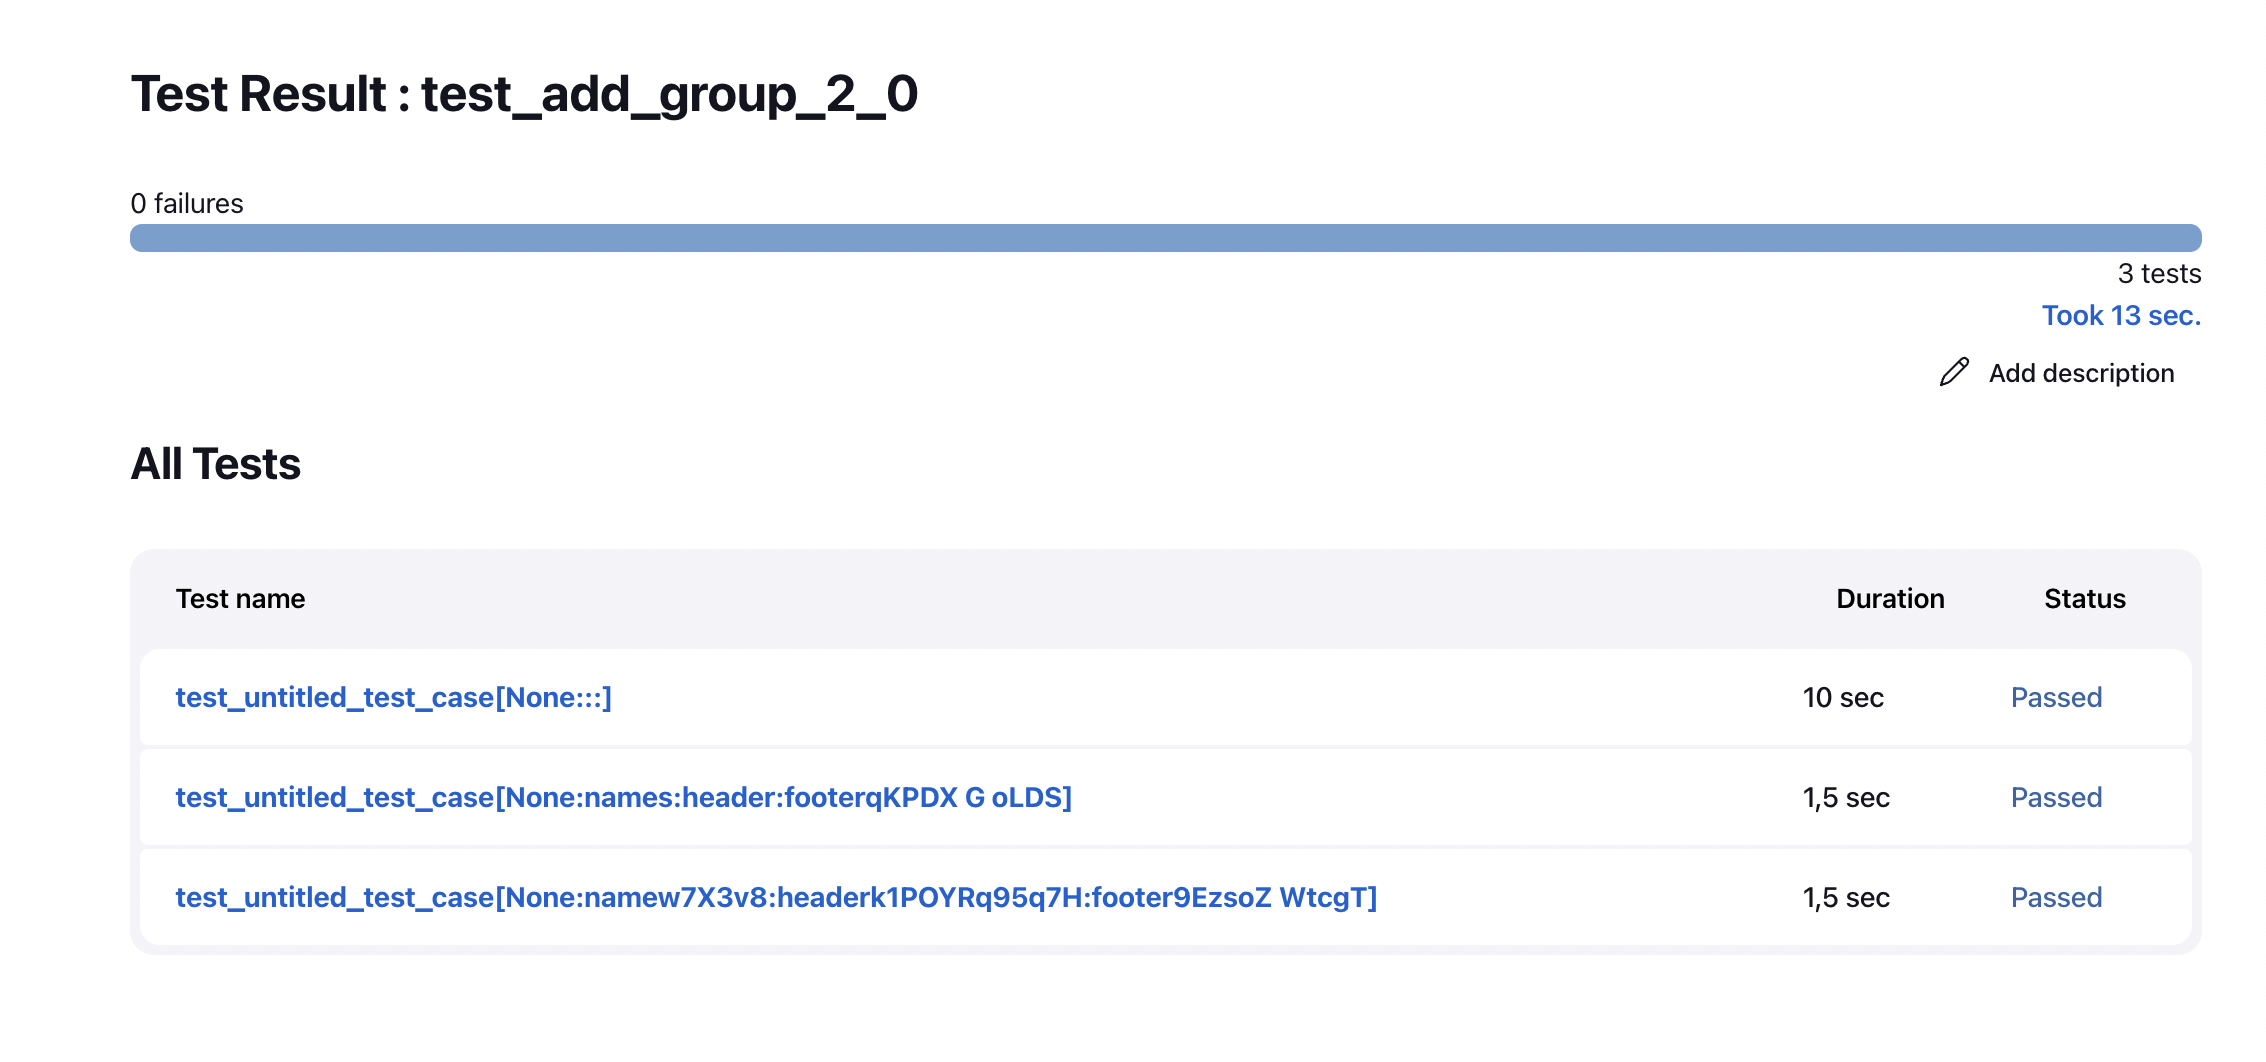 Test Result : test_add_group_2_0
0 failures
3 tests
Took 13 sec.
Add description
All Tests
Test name Duration Status
test_untitled_test_case[None:::] 10 sec Passed
test_untitled_test_case[None:names:header:footerqKPDX G oLDS] 1,5 sec Passed
test_untitled_test_case[None:namew7X3v8:headerk1POYRq95q7H:footer9EzsoZ WtcgT] 1,5 sec Passed